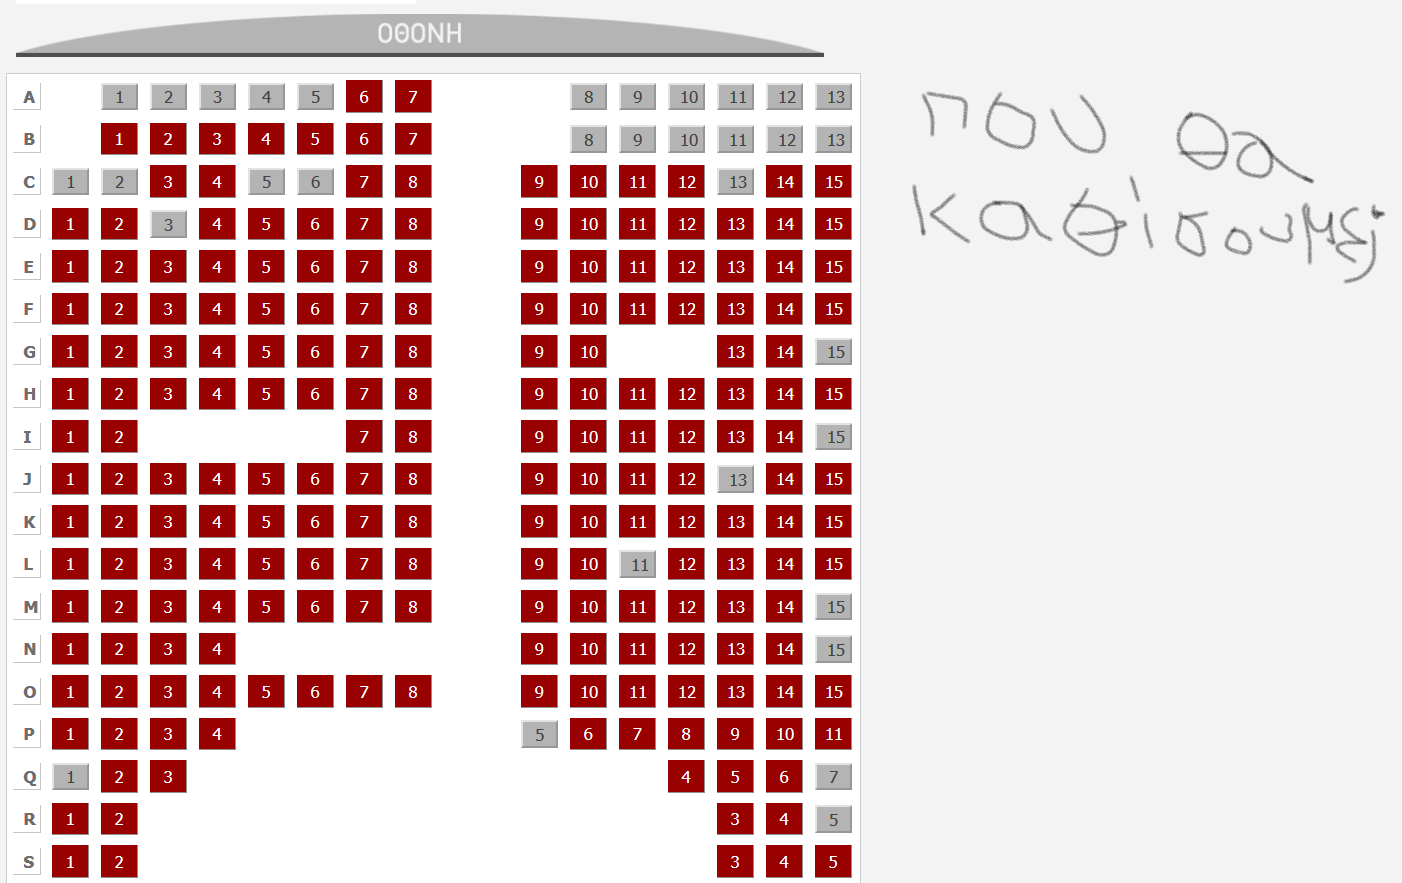 ΟΘΟΝΗ
A 1 2 3 4 5 6 7 8 9 10 11 12 13
B 1 2 3 4 5 6 7 8 9 10 11 12 13
C 1 2 3 4 5 6 7 8 9 10 11 12 13 14 15
D 1 2 3 4 5 6 7 8 9 10 11 12 13 14 15
E 1 2 3 4 5 6 7 8 9 10 11 12 13 14 15
F 1 2 3 4 5 6 7 8 9 10 11 12 13 14 15
G 1 2 3 4 5 6 7 8 9 10 13 14 15
H 1 2 3 4 5 6 7 8 9 10 11 12 13 14 15
I 1 2 7 8 9 10 11 12 13 14 15
J 1 2 3 4 5 6 7 8 9 10 11 12 13 14 15
K 1 2 3 4 5 6 7 8 9 10 11 12 13 14 15
L 1 2 3 4 5 6 7 8 9 10 11 12 13 14 15
M 1 2 3 4 5 6 7 8 9 10 11 12 13 14 15
N 1 2 3 4 9 10 11 12 13 14 15
O 1 2 3 4 5 6 7 8 9 10 11 12 13 14 15
P 1 2 3 4 5 6 7 8 9 10 11
Q 1 2 3 4 5 6 7
R 1 2 3 4 5
S 1 2 3 4 5
που θα
καθίσουμε;